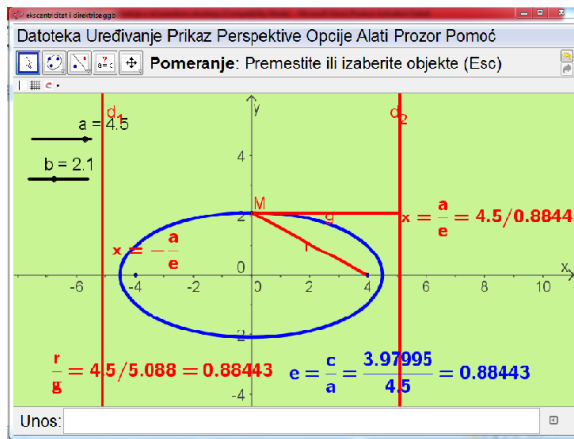 ekscentricitet i direktrise.ggb
Datoteka Uređivanje Prikaz Perspektive Opcije Alati Prozor Pomoć
Pomeranje: Premestite ili izaberite objekte (Esc)
d1 y d2
a = 4.5
b = 2.1
4
2 M g
r
x = -a/e
x = a/e = 4.5/0.8844
0 x
-6 -4 -2 0 2 4 6 8 10
-2
r/g = 4.5/5.088 = 0.88443 e = c/a = 3.97995/4.5 = 0.88443
-4
Unos: